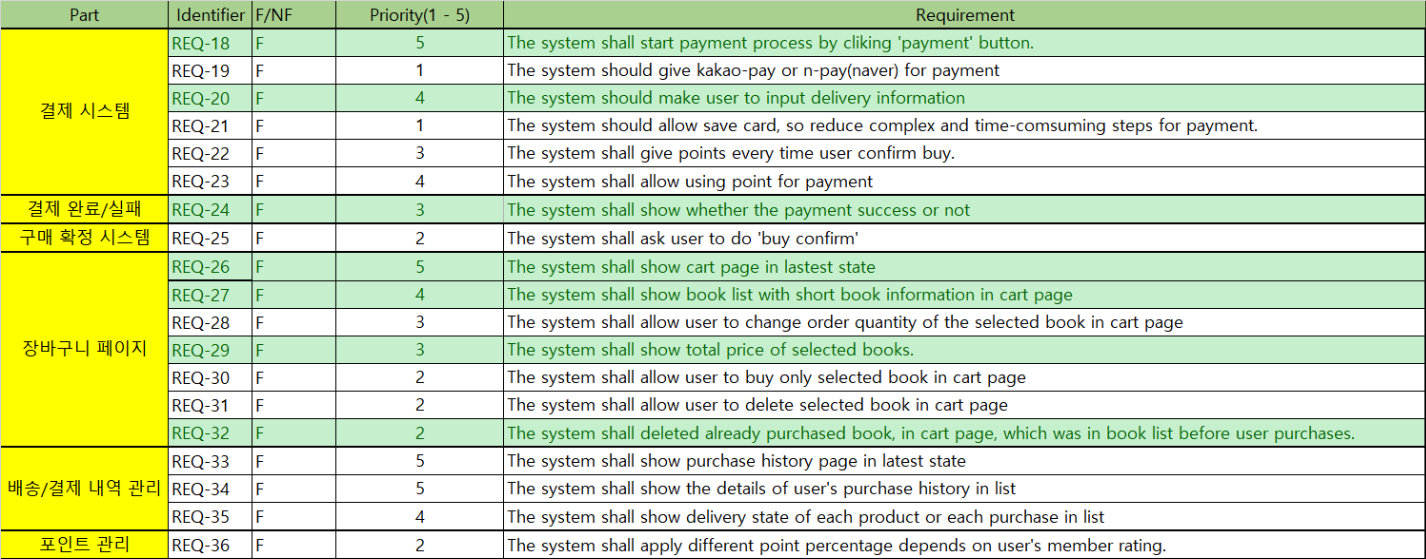 Part Identifier F/NF Priority(1 - 5) Requirement
REQ-18 F 5 The system shall start payment process by cliking 'payment' button.
REQ-19 F 1 The system should give kakao-pay or n-pay(naver) for payment
REQ-20 F 4 The system should make user to input delivery information
결제 시스템
REQ-21 F 1 The system should allow save card, so reduce complex and time-comsuming steps for payment.
REQ-22 F 3 The system shall give points every time user confirm buy.
REQ-23 F 4 The system shall allow using point for payment
결제 완료/실패 REQ-24 F 3 The system shall show whether the payment success or not
구매 확정 시스템 REQ-25 F 2 The system shall ask user to do 'buy confirm'
REQ-26 F 5 The system shall show cart page in lastest state
REQ-27 F 4 The system shall show book list with short book information in cart page
REQ-28 F 3 The system shall allow user to change order quantity of the selected book in cart page
장바구니 페이지 REQ-29 F 3 The system shall show total price of selected books.
REQ-30 F 2 The system shall allow user to buy only selected book in cart page
REQ-31 F 2 The system shall allow user to delete selected book in cart page
REQ-32 F 2 The system shall deleted already purchased book, in cart page, which was in book list before user purchases.
REQ-33 F 5 The system shall show purchase history page in latest state
배송/결제 내역 관리 REQ-34 F 5 The system shall show the details of user's purchase history in list
REQ-35 F 4 The system shall show delivery state of each product or each purchase in list
포인트 관리 REQ-36 F 2 The system shall apply different point percentage depends on user's member rating.